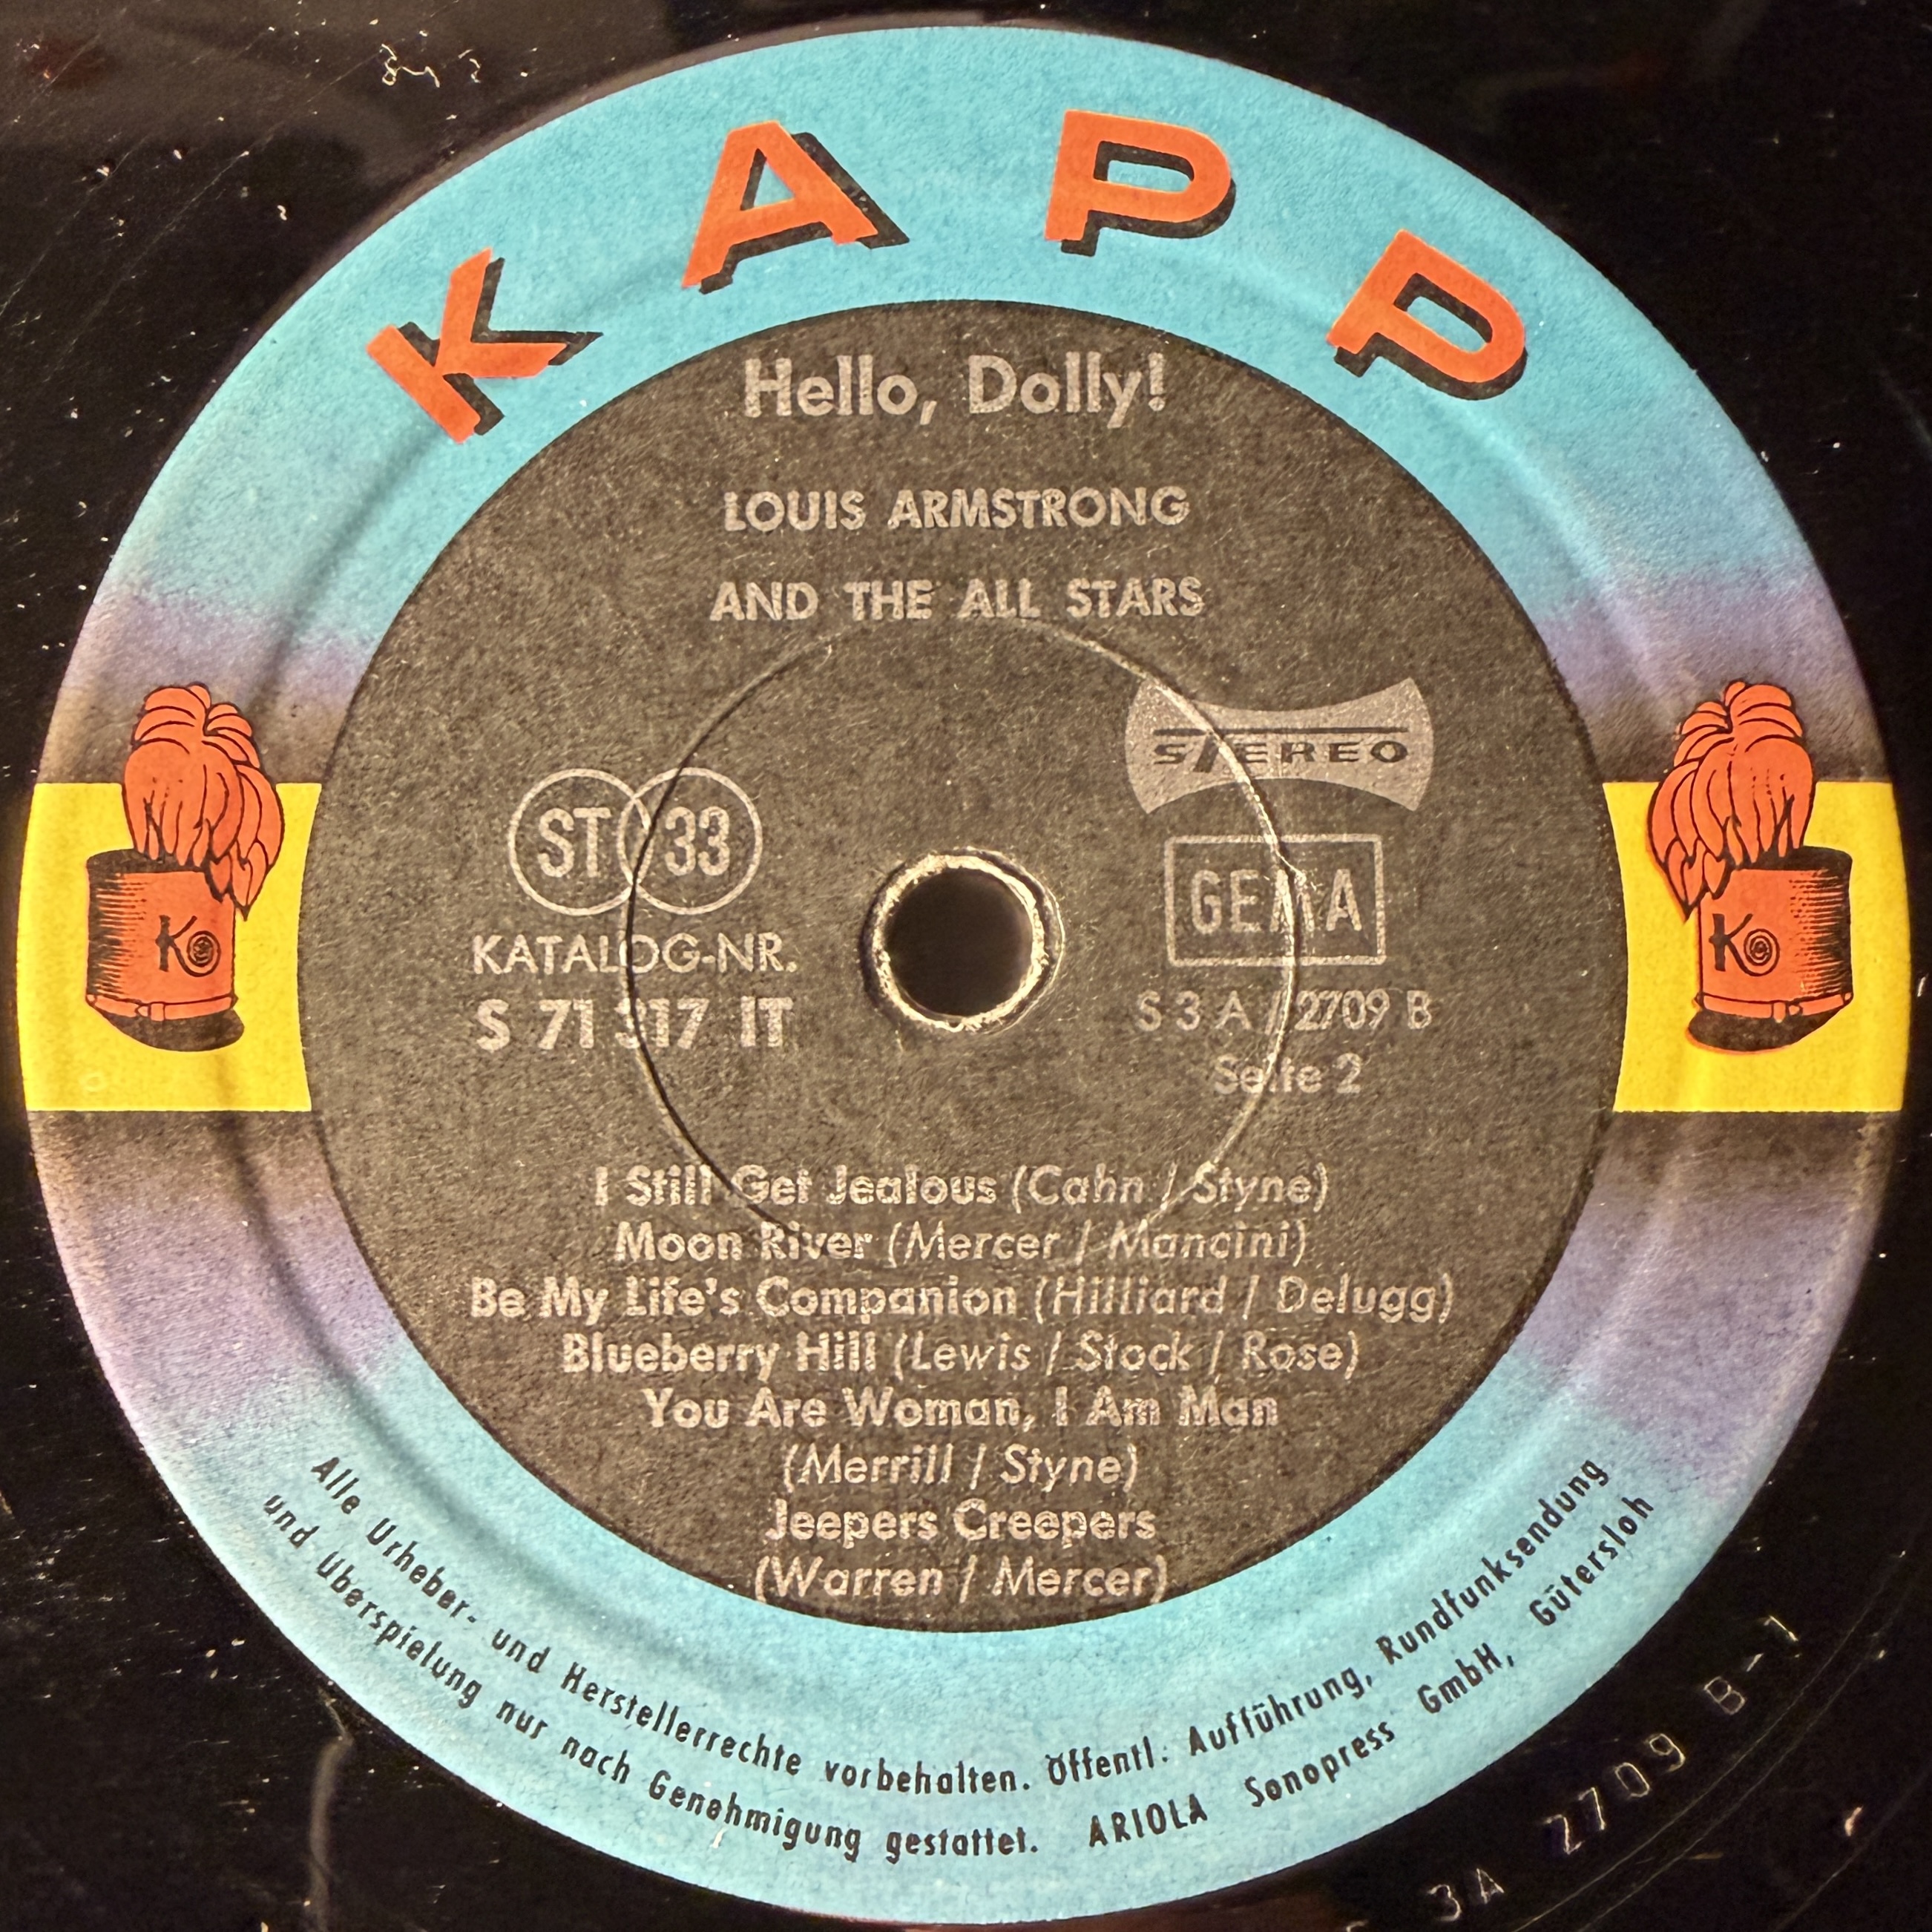 KAPP
Hello, Dolly!
LOUIS ARMSTRONG
AND THE ALL STARS
STEREO
ST 33
GEMA
KATALOG-NR.
S 71 317 IT
S 3 A / 2709 B
Seite 2
K
K
I Still Get Jealous (Cahn / Styne)
Moon River (Mercer / Mancini)
Be My Life's Companion (Hilliard / Delugg)
Blueberry Hill (Lewis / Stock / Rose)
You Are Woman, I Am Man
(Merrill / Styne)
Jeepers Creepers
(Warren / Mercer)
Alle Urheber- und Herstellerrechte vorbehalten. Öffentl. Aufführung, Rundfunksendung
und Überspielung nur nach Genehmigung gestattet. ARIOLA Sonopress GmbH, Gütersloh
3A 2709 B-1